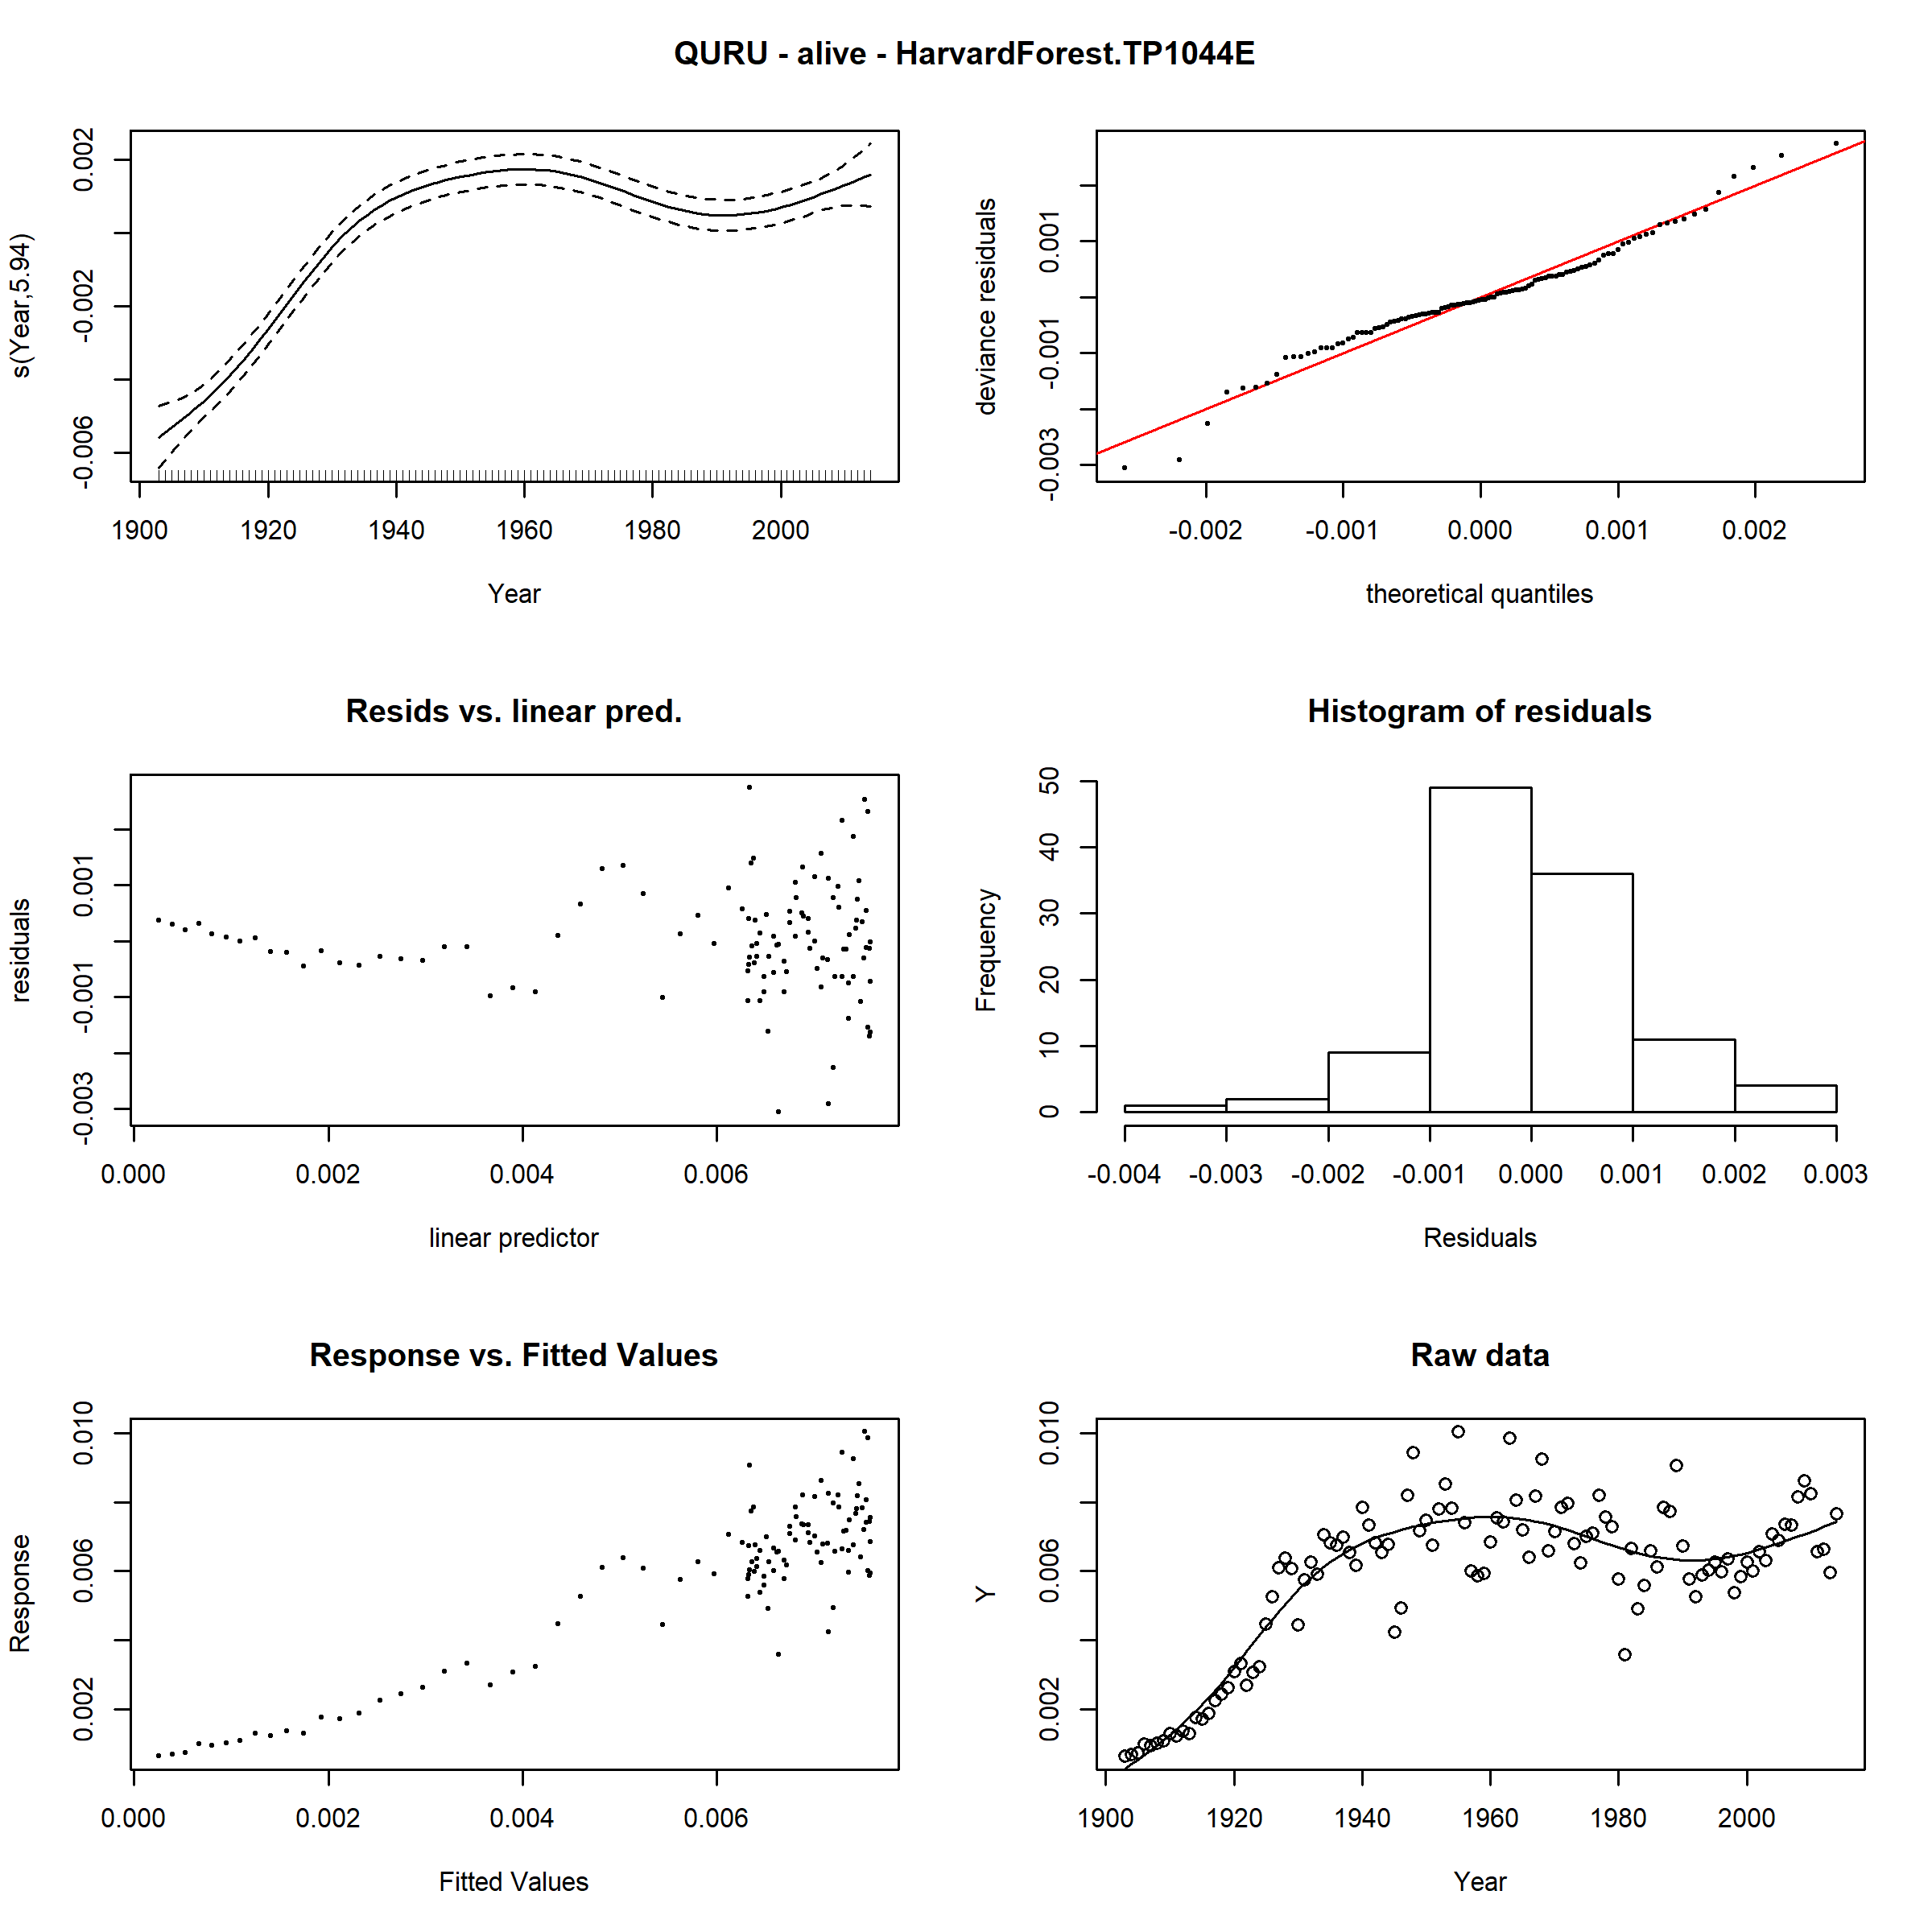 QURU - alive - HarvardForest.TP1044E
s(Year,5.94)
-0.006 -0.002 0.002
1900 1920 1940 1960 1980 2000
Year
deviance residuals
-0.003 -0.001 0.001
-0.002 -0.001 0.000 0.001 0.002
theoretical quantiles
Resids vs. linear pred.
residuals
-0.003 -0.001 0.001
0.000 0.002 0.004 0.006
linear predictor
Histogram of residuals
Frequency
0 10 20 30 40 50
-0.004 -0.003 -0.002 -0.001 0.000 0.001 0.002 0.003
Residuals
Response vs. Fitted Values
Response
0.002 0.006 0.010
0.000 0.002 0.004 0.006
Fitted Values
Raw data
Y
0.002 0.006 0.010
1900 1920 1940 1960 1980 2000
Year